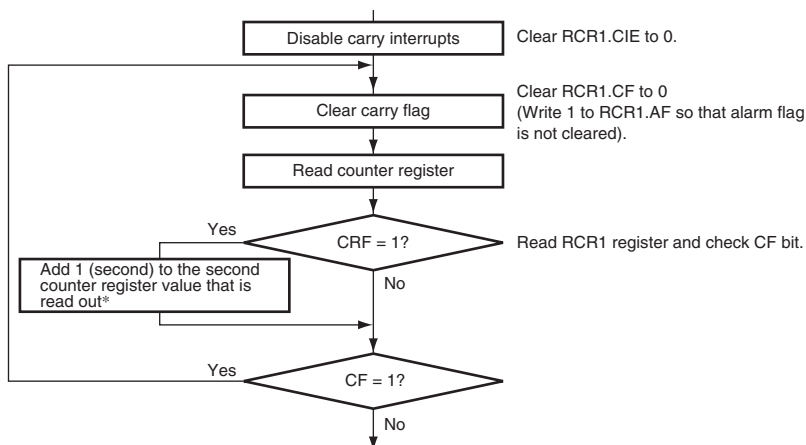 Disable carry interrupts
Clear RCR1.CIE to 0.
Clear carry flag
Clear RCR1.CF to 0
(Write 1 to RCR1.AF so that alarm flag
is not cleared).
Read counter register
Yes
CRF = 1?
Read RCR1 register and check CF bit.
Add 1 (second) to the second
counter register value that is
read out*
No
Yes
CF = 1?
No